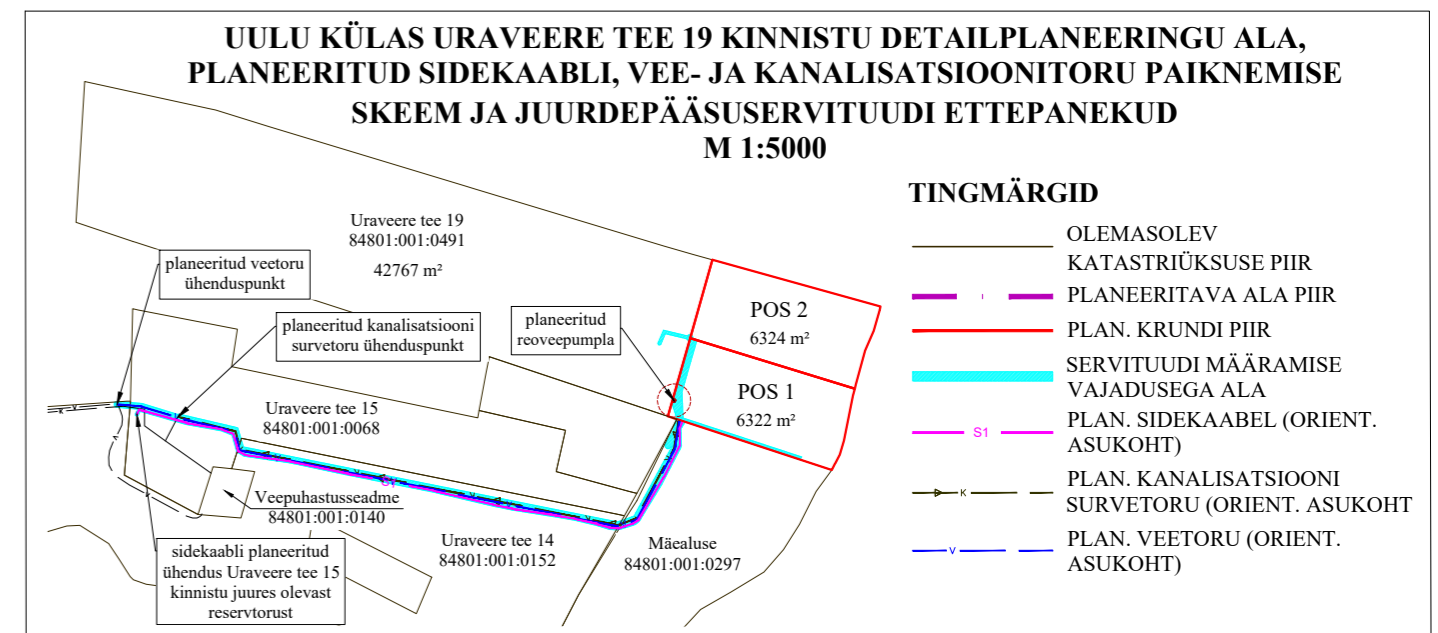 UULU KÜLAS URAVEERE TEE 19 KINNISTU DETAILPLANEERINGU ALA,
PLANEERITUD SIDEKAABLI, VEE- JA KANALISATSIOONITORU PAIKNEMISE
SKEEM JA JUURDEPÄÄSUSERVITUUDI ETTEPANEKUD
M 1:5000
TINGMÄRGID
OLEMASOLEV
KATASTRIÜKSUSE PIIR
PLANEERITAVA ALA PIIR
PLAN. KRUNDI PIIR
SERVITUUDI MÄÄRAMISE
VAJADUSEGA ALA
S1
PLAN. SIDEKAABEL (ORIENT.
ASUKOHT)
K
PLAN. KANALISATSIOONI
SURVETORU (ORIENT. ASUKOHT
V
PLAN. VEETORU (ORIENT.
ASUKOHT)
Uraveere tee 19
84801:001:0491
42767 m²
planeeritud veetoru
ühenduspunkt
planeeritud kanalisatsiooni
survetoru ühenduspunkt
planeeritud
reoveepumpla
POS 2
6324 m²
POS 1
6322 m²
Uraveere tee 15
84801:001:0068
Veepuhastusseadme
84801:001:0140
Uraveere tee 14
84801:001:0152
Mäealuse
84801:001:0297
sidekaabli planeeritud
ühendus Uraveere tee 15
kinnistu juures olevast
reservtorust